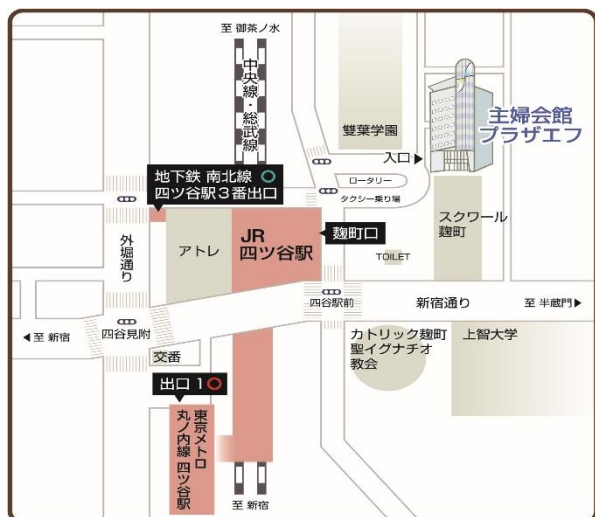 至 御茶ノ水
中央線・総武線
雙葉学園
主婦会館
プラザエフ
入口
ロータリー
タクシー乗り場
地下鉄 南北線
四ツ谷駅3番出口
外堀通り
アトレ
JR
四ツ谷駅
麹町口
スクワール
麹町
TOILET
四谷駅前
新宿通り
至 半蔵門
至 新宿
四谷見附
交番
カトリック麹町
聖イグナチオ
教会
上智大学
出口 1
東京メトロ
丸ノ内線 四ツ谷駅
至 新宿